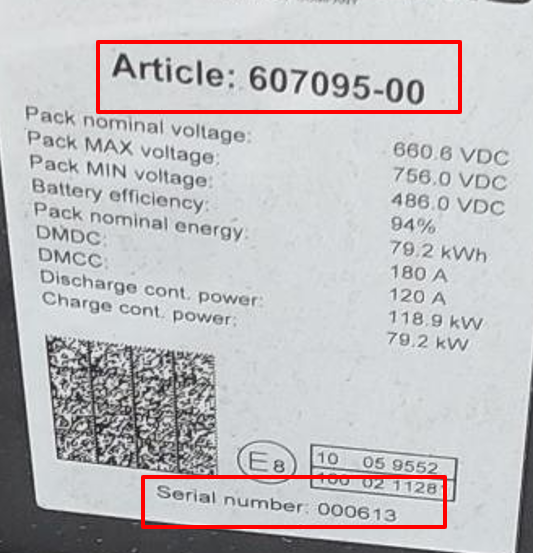 Article: 607095-00
Pack nominal voltage: 660.6 VDC
Pack MAX voltage: 756.0 VDC
Pack MIN voltage: 486.0 VDC
Battery efficiency: 94%
Pack nominal energy: 79.2 kWh
DMDC: 180 A
DMCC: 120 A
Discharge cont. power: 118.9 kW
Charge cont. power: 79.2 kW
E8
10 05 9552
100 02 1128
Serial number: 000613